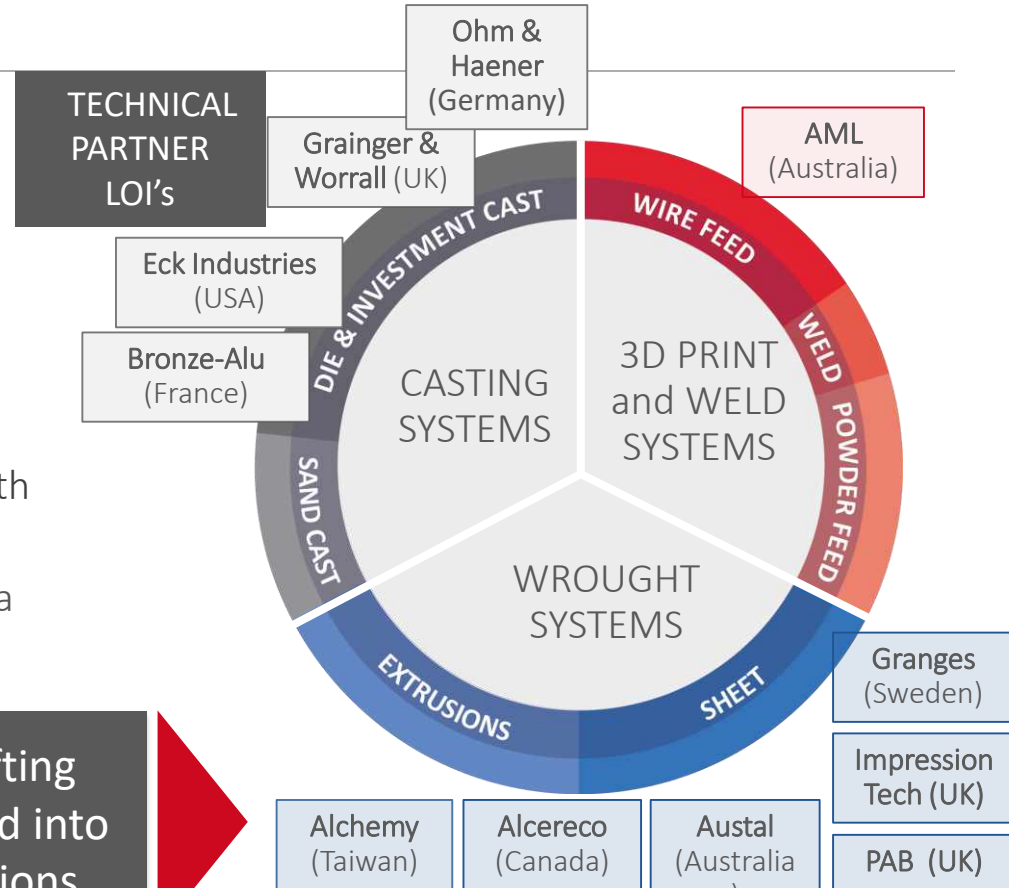 Ohm &
Haener
(Germany)
TECHNICAL
PARTNER
LOI's
Grainger &
Worrall (UK)
AML
(Australia)
Eck Industries
(USA)
Bronze-Alu
(France)
DIE & INVESTMENT CAST
WIRE FEED
WELD
POWDER FEED
SAND CAST
CASTING
SYSTEMS
3D PRINT
and WELD
SYSTEMS
WROUGHT
SYSTEMS
EXTRUSIONS
SHEET
th
a
Granges
(Sweden)
Impression
Tech (UK)
PAB (UK)
fting
d into
ions
Alchemy
(Taiwan)
Alcereco
(Canada)
Austal
(Australia